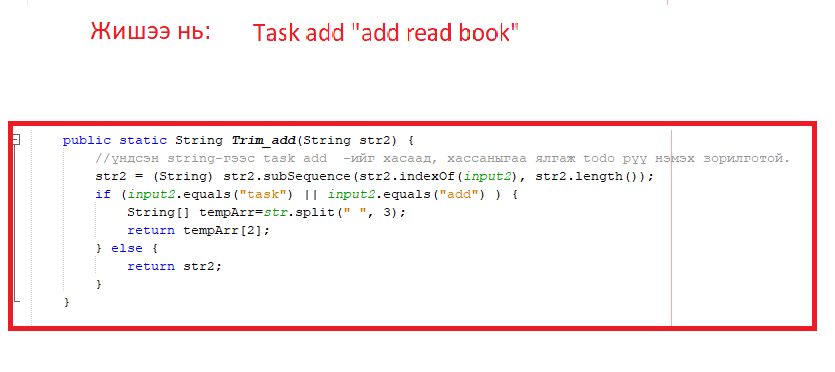 Жишээ нь: Task add "add read book"
public static String Trim_add(String str2) {
//үндсэн string-гээс task add -ийг хасаад, хассаныгаа ялгаж todo рүү нэмэх зорилготой.
str2 = (String) str2.subSequence(str2.indexOf(input2), str2.length());
if (input2.equals("task") || input2.equals("add") ) {
String[] tempArr=str.split(" ", 3);
return tempArr[2];
} else {
return str2;
}
}